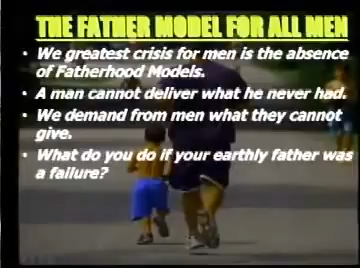 THE FATHER MODEL FOR ALL MEN
• We greatest crisis for men is the absence
of Fatherhood Models.
• A man cannot deliver what he never had.
• We demand from men what they cannot
give.
• What do you do if your earthly father was
a failure?